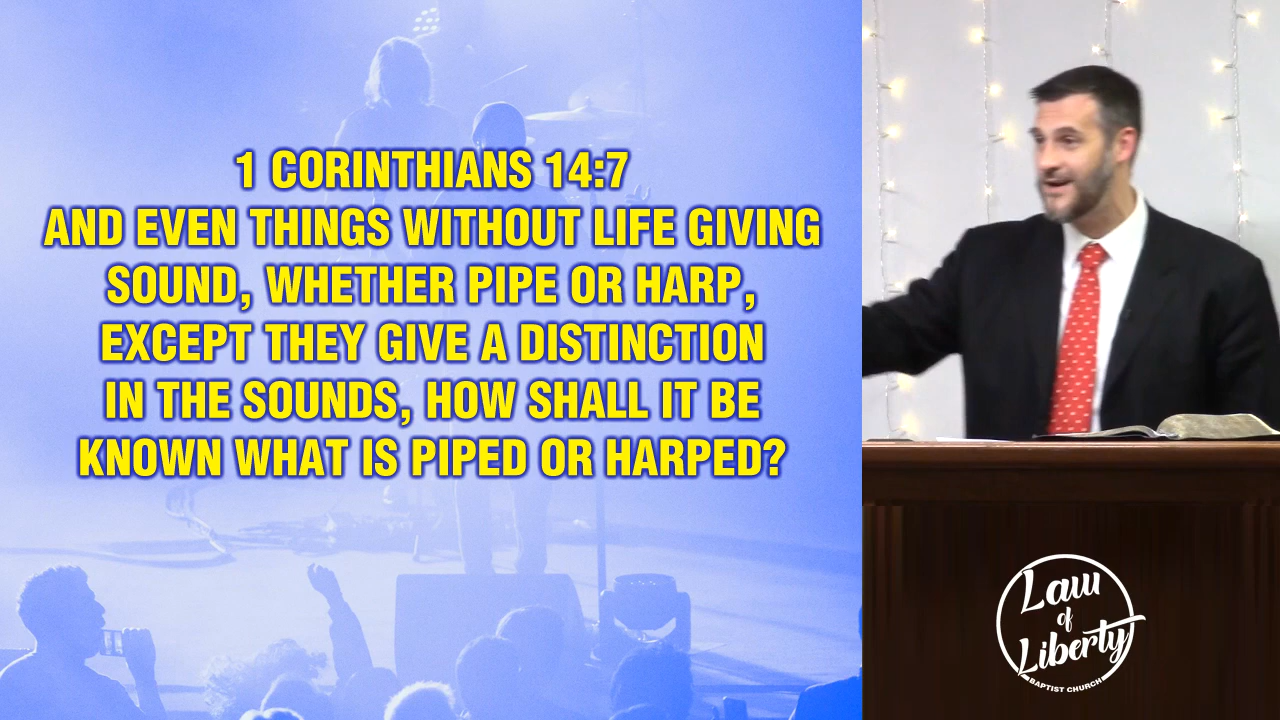 1 CORINTHIANS 14:7
AND EVEN THINGS WITHOUT LIFE GIVING
SOUND, WHETHER PIPE OR HARP,
EXCEPT THEY GIVE A DISTINCTION
IN THE SOUNDS, HOW SHALL IT BE
KNOWN WHAT IS PIPED OR HARPED?
Law
of
Liberty
BAPTIST CHURCH